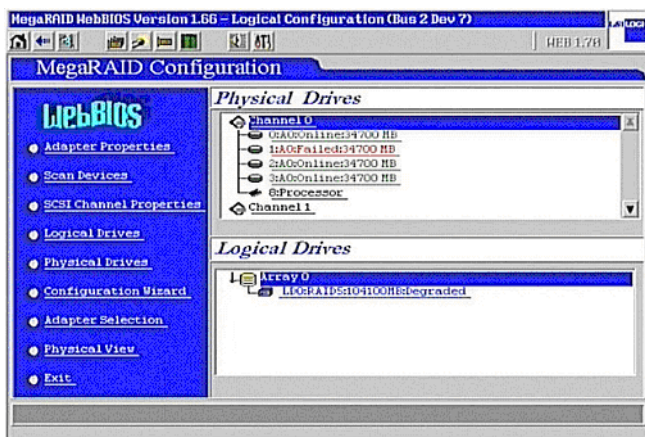 MegaRAID WebBIOS Version 1.66 - Logical Configuration (Bus 2 Dev 7)
WEB 1.70
MegaRAID Configuration
WebBIOS
Adapter Properties
Scan Devices
SCSI Channel Properties
Logical Drives
Physical Drives
Configuration Wizard
Adapter Selection
Physical View
Exit
Physical Drives
Channel 0
0:A0:Online:34700 MB
1:A0:Failed:34700 MB
2:A0:Online:34700 MB
3:A0:Online:34700 MB
8:Processor
Channel 1
Logical Drives
Array 0
LD0:RAID5:104100MB:Degraded